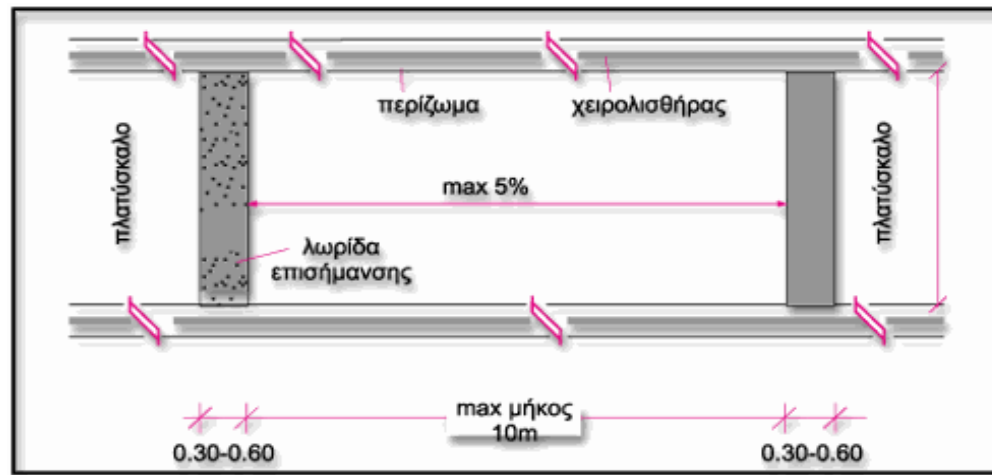 περίζωμα
χειρολισθήρας
πλατύσκαλο
max 5%
πλατύσκαλο
λωρίδα
επισήμανσης
max μήκος
10m
0.30-0.60
0.30-0.60